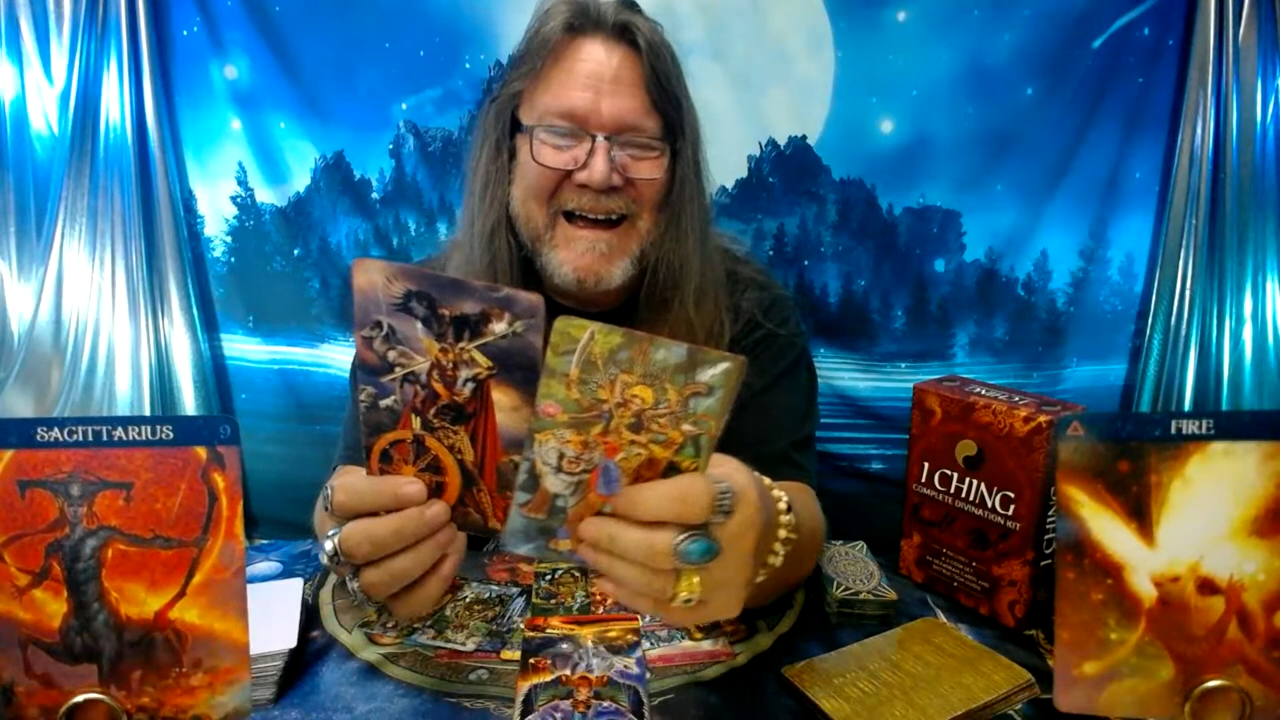 SAGITTARIUS 9
I CHING
COMPLETE DIVINATION KIT
I CHING
FIRE